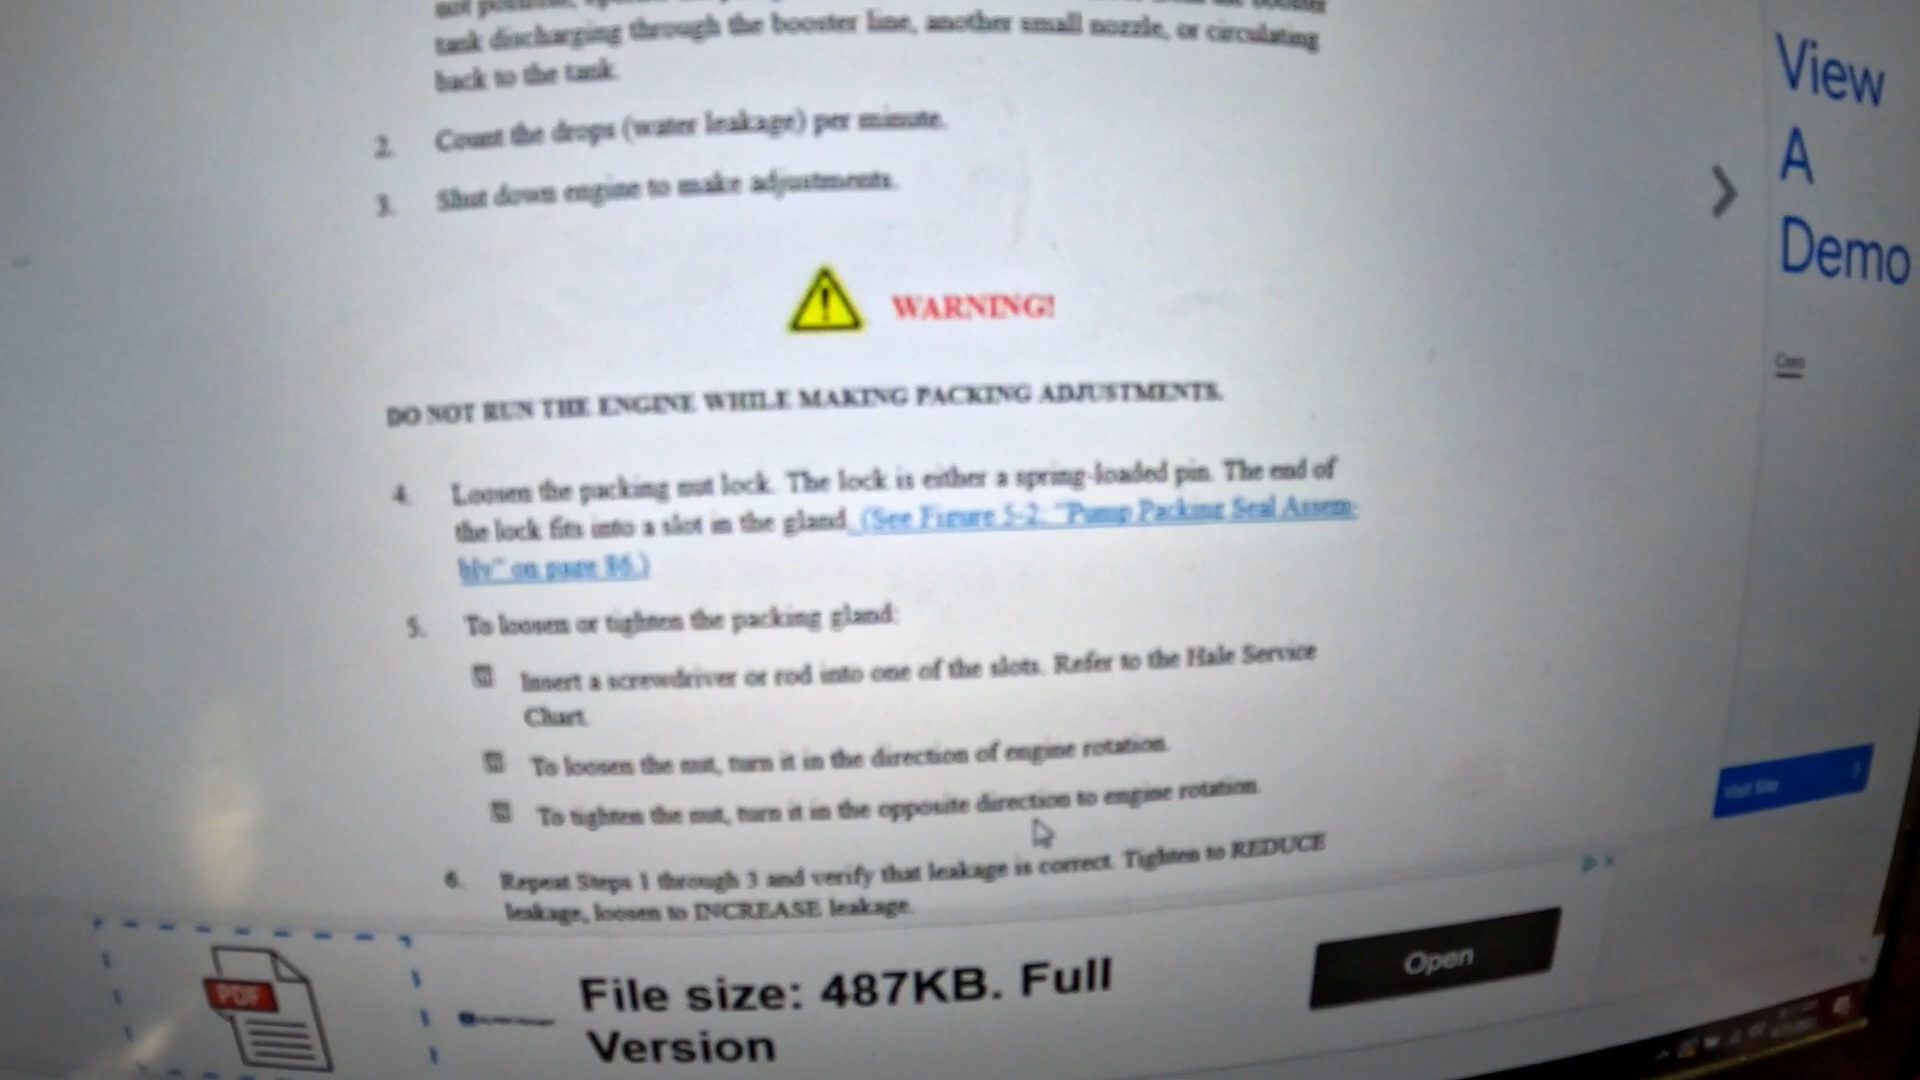 tank discharging through the booster line, another small nozzle, or circulating
back to the tank.
2. Count the drops (water leakage) per minute.
3. Shut down engine to make adjustments.
WARNING!
DO NOT RUN THE ENGINE WHILE MAKING PACKING ADJUSTMENTS.
4. Loosen the packing nut lock. The lock is either a spring-loaded pin. The end of
the lock fits into a slot in the gland. (See Figure 5-2: "Pump Packing Seal Assem-
bly" on page 86.)
5. To loosen or tighten the packing gland:
Insert a screwdriver or rod into one of the slots. Refer to the Hale Service
Chart.
To loosen the nut, turn it in the direction of engine rotation.
To tighten the nut, turn it in the opposite direction to engine rotation.
6. Repeat Steps 1 through 3 and verify that leakage is correct. Tighten to REDUCE
leakage, loosen to INCREASE leakage.
View
A
Demo
Visit Site
PDF
File size: 487KB. Full
Version
Open